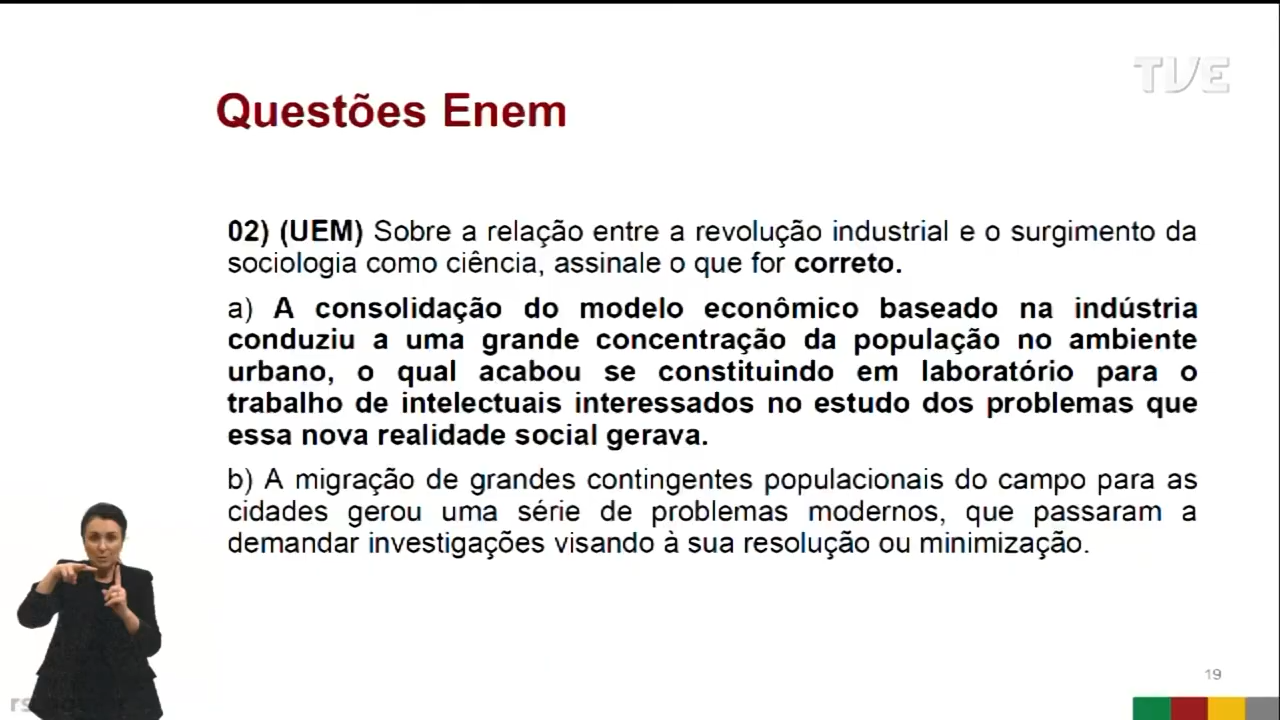 TVE
Questões Enem
02) (UEM) Sobre a relação entre a revolução industrial e o surgimento da
sociologia como ciência, assinale o que for correto.
a) A consolidação do modelo econômico baseado na indústria
conduziu a uma grande concentração da população no ambiente
urbano, o qual acabou se constituindo em laboratório para o
trabalho de intelectuais interessados no estudo dos problemas que
essa nova realidade social gerava.
b) A migração de grandes contingentes populacionais do campo para as
cidades gerou uma série de problemas modernos, que passaram a
demandar investigações visando à sua resolução ou minimização.
19